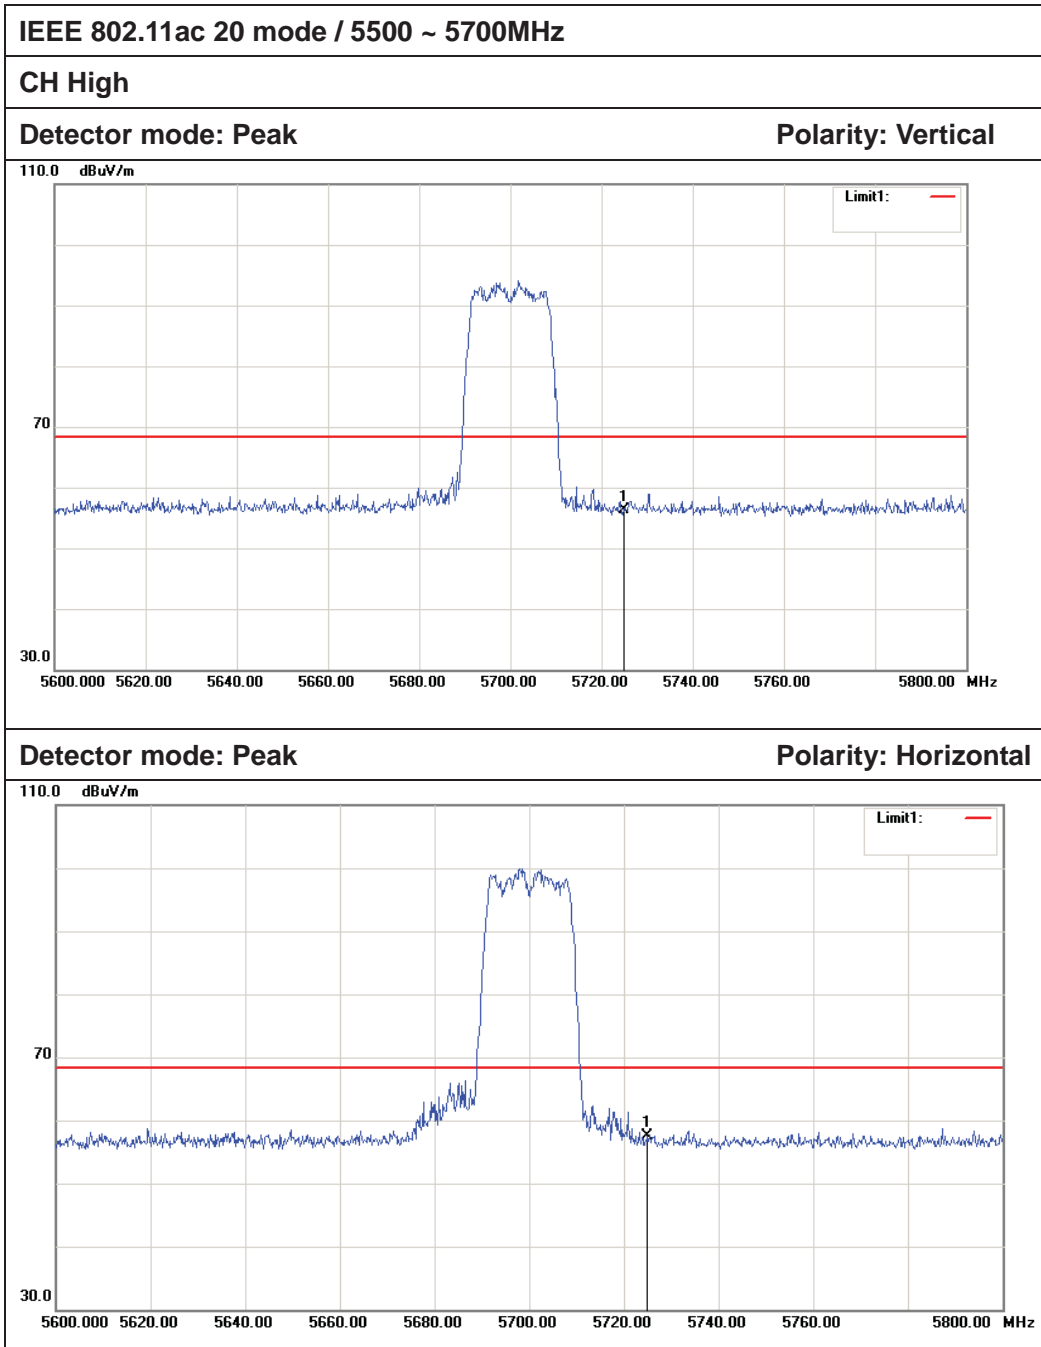 IEEE 802.11ac 20 mode / 5500 ~ 5700MHz
CH High
Detector mode: Peak Polarity: Vertical
110.0 dBuV/m
Limit1:
70
1
30.0
5600.000 5620.00 5640.00 5660.00 5680.00 5700.00 5720.00 5740.00 5760.00 5800.00 MHz
Detector mode: Peak Polarity: Horizontal
110.0 dBuV/m
Limit1:
70
1
30.0
5600.000 5620.00 5640.00 5660.00 5680.00 5700.00 5720.00 5740.00 5760.00 5800.00 MHz